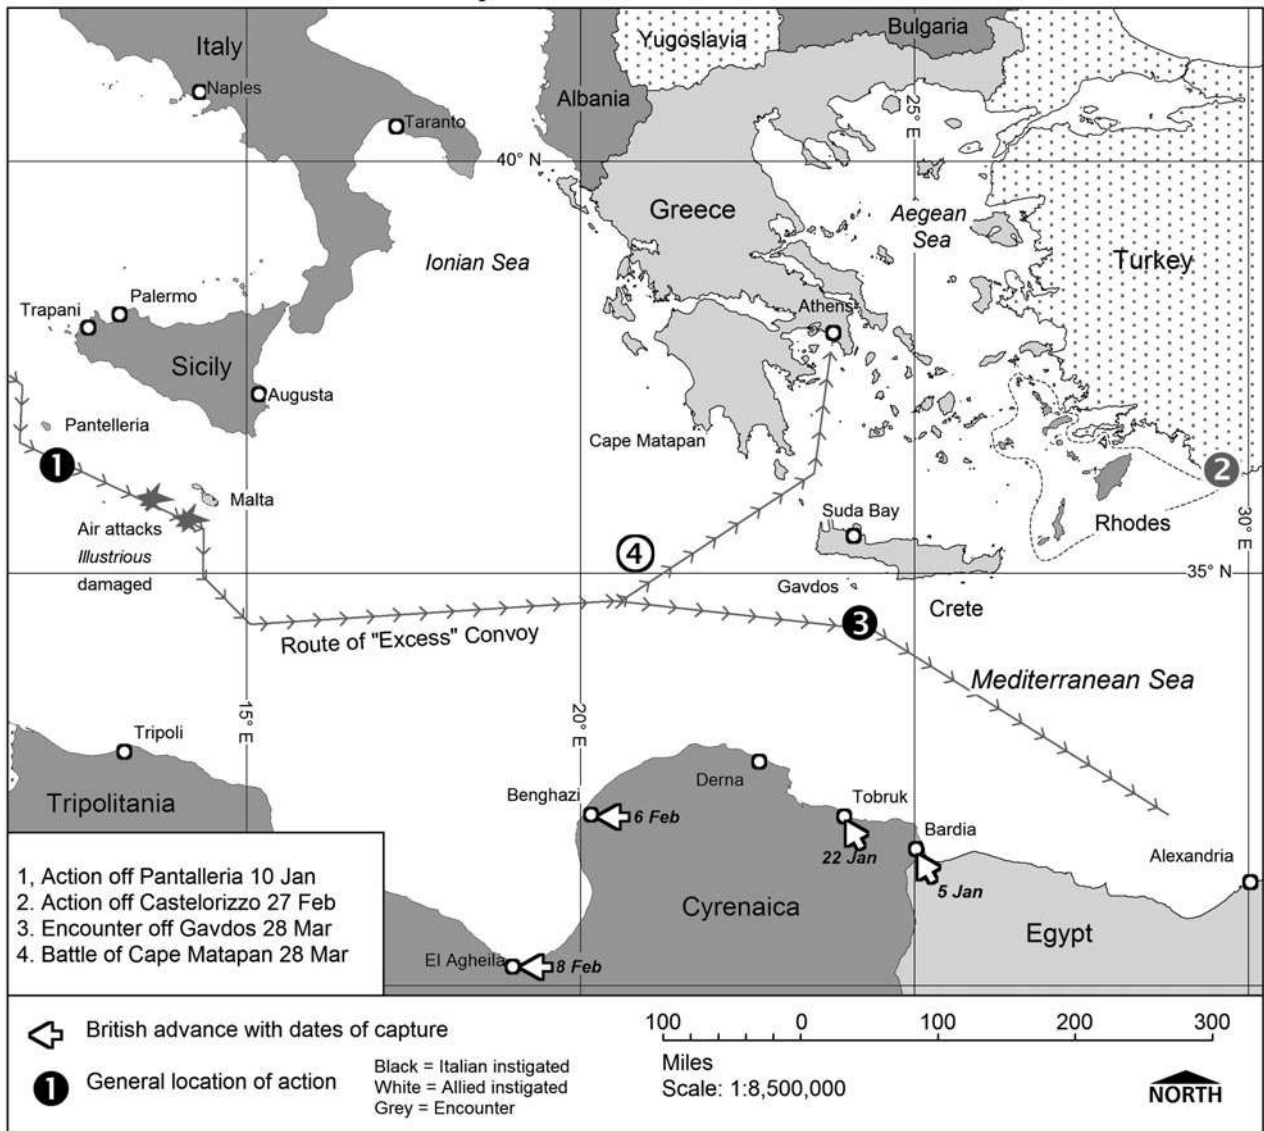 Italy
Naples
Taranto
Albania
Yugoslavia
Bulgaria
25° E
40° N
Greece
Aegean
Sea
Turkey
Ionian Sea
Trapani
Palermo
Sicily
Augusta
Athens
Pantelleria
1
Malta
Air attacks
Illustrious
damaged
Cape Matapan
2
Rhodes
30° E
Suda Bay
4
35° N
Gavdos
Crete
3
Route of "Excess" Convoy
Mediterranean Sea
15° E
20° E
Tripoli
Tripolitania
Benghazi
6 Feb
Derna
Tobruk
22 Jan
Bardia
5 Jan
Alexandria
Cyrenaica
Egypt
El Agheila
8 Feb
1, Action off Pantalleria 10 Jan
2. Action off Castelorizzo 27 Feb
3. Encounter off Gavdos 28 Mar
4. Battle of Cape Matapan 28 Mar
British advance with dates of capture
1 General location of action
Black = Italian instigated
White = Allied instigated
Grey = Encounter
100 0 100 200 300
Miles
Scale: 1:8,500,000
NORTH